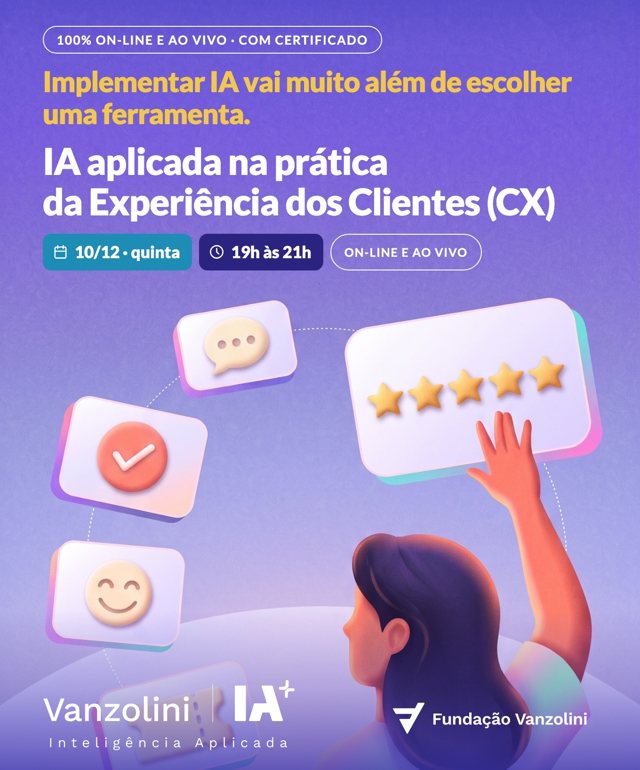 100% ON-LINE E AO VIVO · COM CERTIFICADO
Implementar IA vai muito além de escolher
uma ferramenta.
IA aplicada na prática
da Experiência dos Clientes (CX)
10/12 · quinta
19h às 21h
ON-LINE E AO VIVO
Vanzolini
IA+
Inteligência Aplicada
Fundação Vanzolini